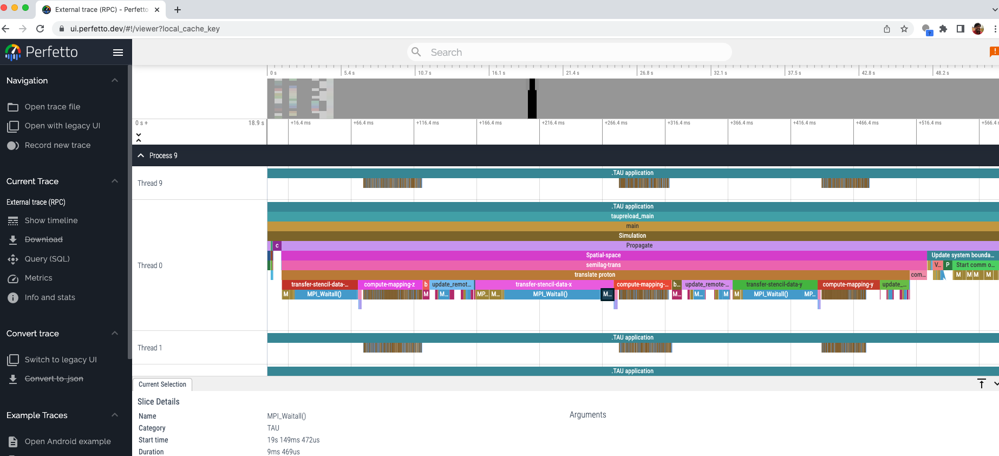 External trace (RPC) - Perfetto
ui.perfetto.dev/#!/viewer?local_cache_key
Perfetto
Search
Navigation
Open trace file
Open with legacy UI
Record new trace
Current Trace
External trace (RPC)
Show timeline
Download
Query (SQL)
Metrics
Info and stats
Convert trace
Switch to legacy UI
Convert to .json
Example Traces
Open Android example
0 s 5.4 s 10.7 s 16.1 s 21.4 s 26.8 s 32.1 s 37.5 s 42.8 s 48.2 s
0 s + 18.9 s +16.4 ms +66.4 ms +116.4 ms +166.4 ms +216.4 ms +266.4 ms +316.4 ms +366.4 ms +416.4 ms +466.4 ms +516.4 ms +566.4
Process 9
Thread 9
.TAU application
Thread 0
.TAU application
taupreload_main
main
Simulation
c Propagate
Spatial-space Update system bounda...
semilag-trans V... P Start comm o...
translate proton com... M M M M
transfer-stencil-data-... compute-mapping-z b update_remot... transfer-stencil-data-x compute-mapping-... b... update_remote-... transfer-stencil-data-y compute-mapping-y update_...
M MPI_Waitall() M M... MP... M... MPI_Waitall() M... M... M... M M MPI_Waitall() MP...
Thread 1
.TAU application
.TAU application
Current Selection
Slice Details
Name MPI_Waitall()
Category TAU
Start time 19s 149ms 472us
Duration 9ms 469us
Arguments